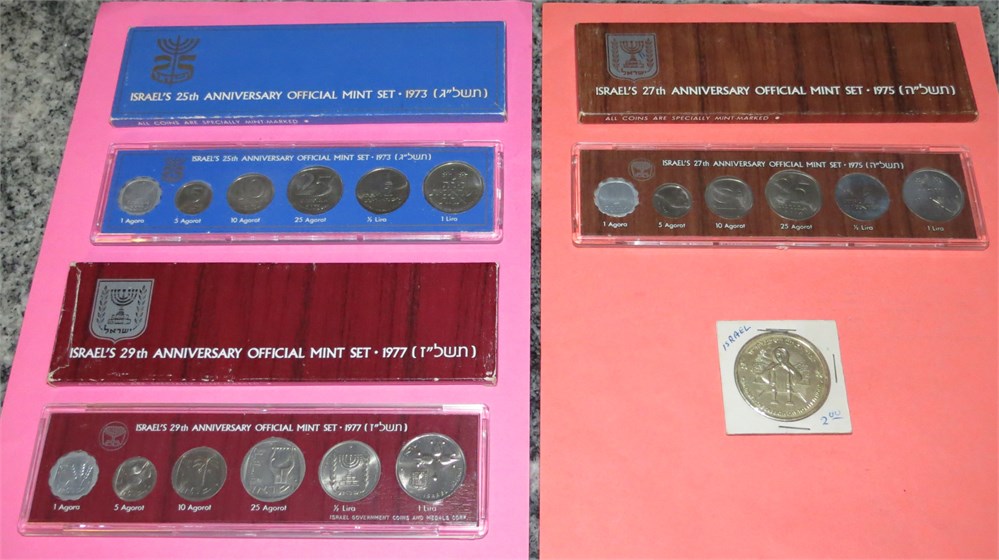 ISRAEL'S 25th ANNIVERSARY OFFICIAL MINT SET • 1973 (תשל״ג)
ALL COINS ARE SPECIALLY MINT-MARKED
ISRAEL'S 25th ANNIVERSARY OFFICIAL MINT SET • 1973 (תשל״ג)
25
1 Agora 5 Agorot 10 Agorot 25 Agorot ½ Lira 1 Lira
ישראל
ISRAEL'S 29th ANNIVERSARY OFFICIAL MINT SET • 1977 (תשל״ז)
ISRAEL'S 29th ANNIVERSARY OFFICIAL MINT SET • 1977 (תשל״ז)
ISRAEL
1 Agora 5 Agorot 10 Agorot 25 Agorot ½ Lira 1 Lira
ISRAEL GOVERNMENT COINS AND MEDALS CORP.
ישראל
ISRAEL'S 27th ANNIVERSARY OFFICIAL MINT SET • 1975 (תשל״ה)
ALL COINS ARE SPECIALLY MINT-MARKED
ISRAEL'S 27th ANNIVERSARY OFFICIAL MINT SET • 1975 (תשל״ה)
1 Agora 5 Agorot 10 Agorot 25 Agorot ½ Lira 1 Lira
ISRAEL
2.00